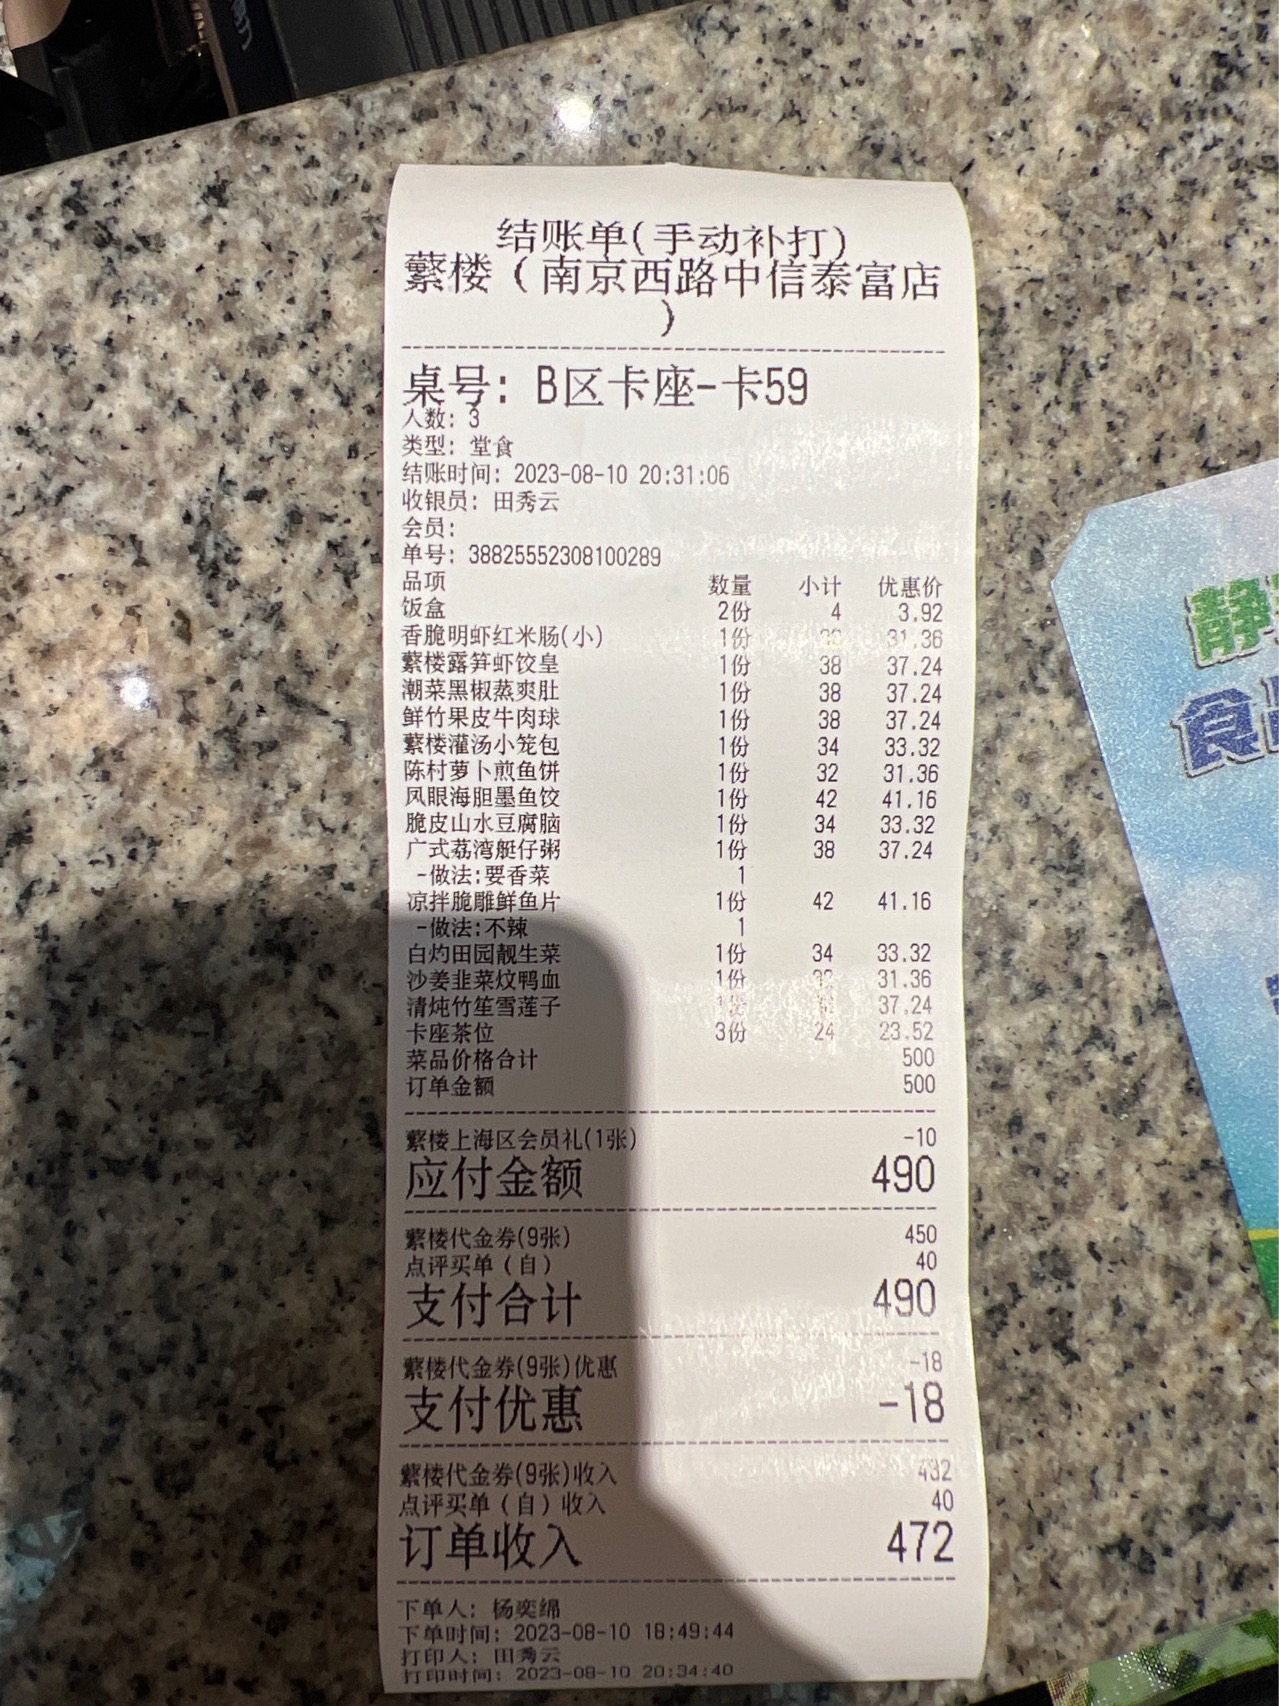 结账单(手动补打)
蘩楼（南京西路中信泰富店
）
桌号: B区卡座-卡59
人数: 3
类型: 堂食
结账时间: 2023-08-10 20:31:06
收银员: 田秀云
会员:
单号: 38825552308100289
品项 数量 小计 优惠价
饭盒 2份 4 3.92
香脆明虾红米肠(小) 1份 31.36
蘩楼露笋虾饺皇 1份 38 37.24
潮菜黑椒蒸爽肚 1份 38 37.24
鲜竹果皮牛肉球 1份 38 37.24
蘩楼灌汤小笼包 1份 34 33.32
陈村萝卜煎鱼饼 1份 32 31.36
凤眼海胆墨鱼饺 1份 42 41.16
脆皮山水豆腐脑 1份 34 33.32
广式荔湾艇仔粥 1份 38 37.24
-做法:要香菜 1
凉拌脆雕鲜鱼片 1份 42 41.16
-做法:不辣 1
白灼田园靓生菜 1份 34 33.32
沙姜韭菜炆鸭血 1份 31.36
清炖竹笙雪莲子 1份 37.24
卡座茶位 3份 24 23.52
菜品价格合计 500
订单金额 500
蘩楼上海区会员礼(1张) -10
应付金额 490
蘩楼代金券(9张) 450
点评买单（自） 40
支付合计 490
蘩楼代金券(9张)优惠 -18
支付优惠 -18
蘩楼代金券(9张)收入 432
点评买单（自）收入 40
订单收入 472
下单人: 杨奕绵
下单时间: 2023-08-10 18:49:44
打印人: 田秀云
打印时间: 2023-08-10 20:34:40
静
食